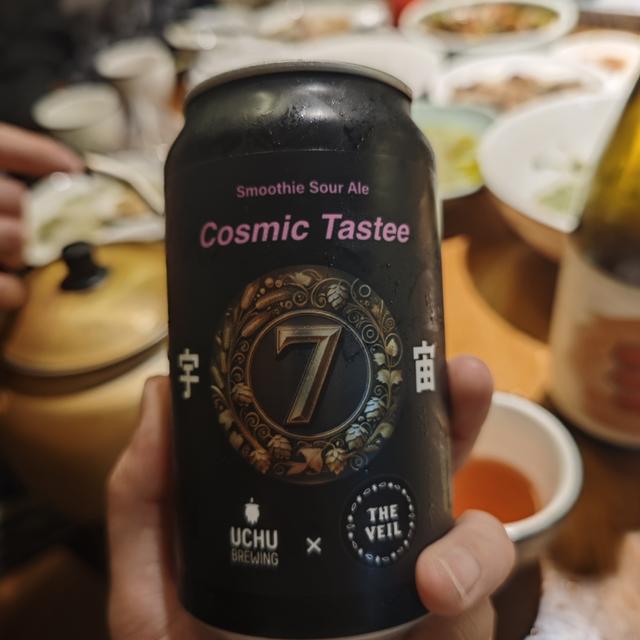 Smoothie Sour Ale
Cosmic Tastee
7
宇 宙
UCHU
BREWING
×
THE
VEIL